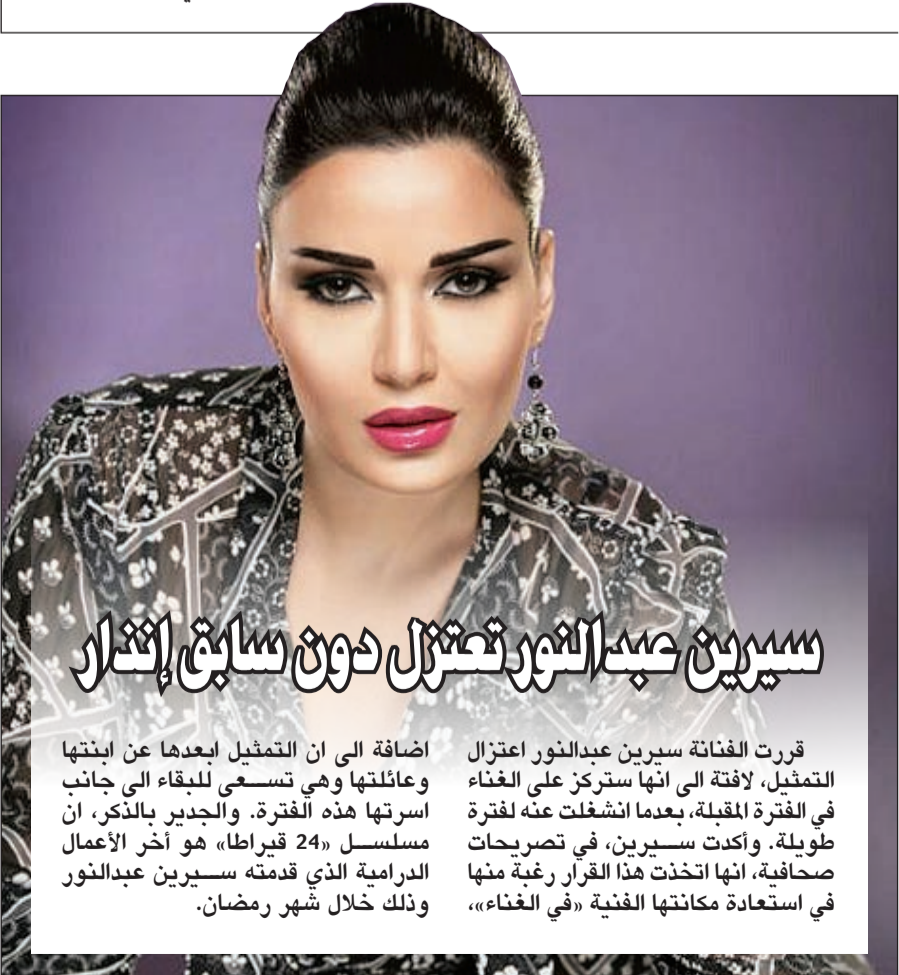 سيرين عبدالنور تعتزل دون سابق إنذار
قررت الفنانة سيرين عبدالنور اعتزال
التمثيل، لافتة الى انها ستركز على الغناء
في الفترة المقبلة، بعدما انشغلت عنه لفترة
طويلة. وأكدت سيرين، في تصريحات
صحافية، انها اتخذت هذا القرار رغبة منها
في استعادة مكانتها الفنية «في الغناء»،
اضافة الى ان التمثيل ابعدها عن ابنتها
وعائلتها وهي تسعى للبقاء الى جانب
اسرتها هذه الفترة. والجدير بالذكر، ان
مسلسل «24 قيراطا» هو أخر الأعمال
الدرامية الذي قدمته سيرين عبدالنور
وذلك خلال شهر رمضان.